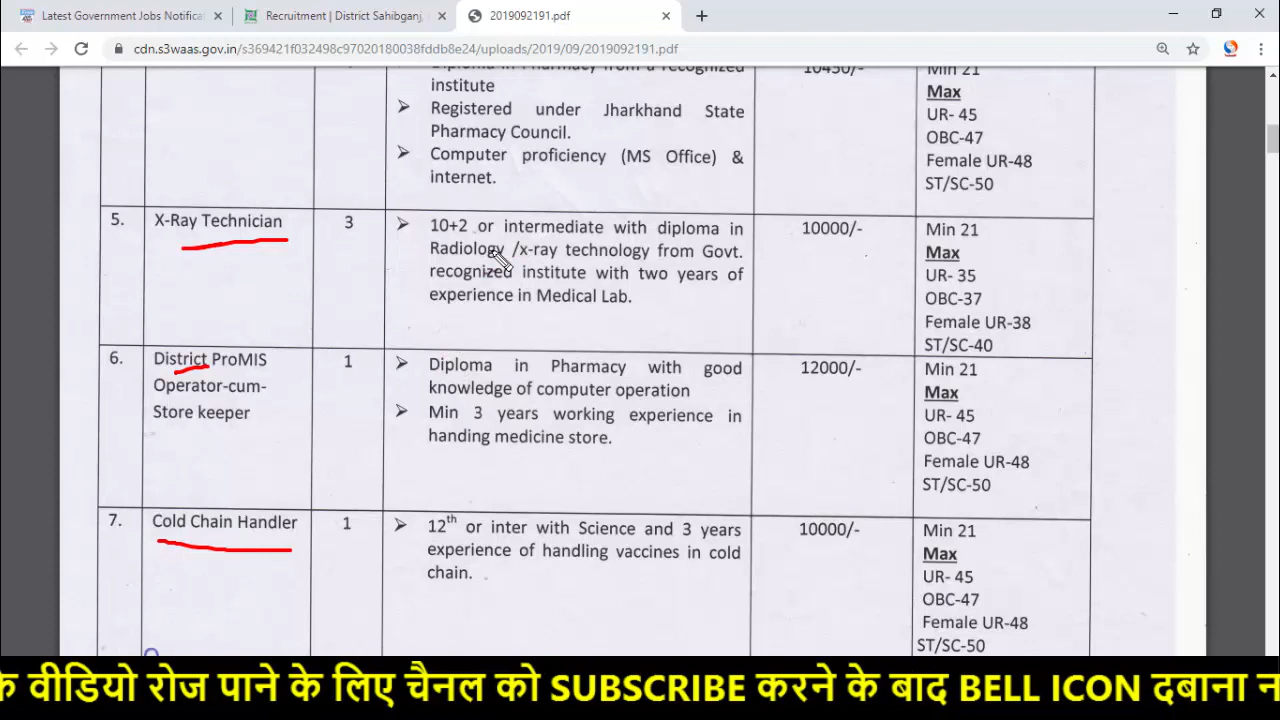 Latest Government Jobs Notificat
Recruitment | District Sahibganj,
2019092191.pdf
cdn.s3waas.gov.in/s369421f032498c97020180038fddb8e24/uploads/2019/09/2019092191.pdf
Diploma in Pharmacy from a recognized institute
➢ Registered under Jharkhand State
Pharmacy Council.
➢ Computer proficiency (MS Office) &
internet.
10450/-
Min 21
Max
UR- 45
OBC-47
Female UR-48
ST/SC-50
5. X-Ray Technician 3
➢ 10+2 or intermediate with diploma in
Radiology /x-ray technology from Govt.
recognized institute with two years of
experience in Medical Lab.
10000/-
Min 21
Max
UR- 35
OBC-37
Female UR-38
ST/SC-40
6. District ProMIS
Operator-cum-
Store keeper
1
➢ Diploma in Pharmacy with good
knowledge of computer operation
➢ Min 3 years working experience in
handing medicine store.
12000/-
Min 21
Max
UR- 45
OBC-47
Female UR-48
ST/SC-50
7. Cold Chain Handler 1
➢ 12th or inter with Science and 3 years
experience of handling vaccines in cold
chain.
10000/-
Min 21
Max
UR- 45
OBC-47
Female UR-48
ST/SC-50
के वीडियो रोज पाने के लिए चैनल को SUBSCRIBE करने के बाद BELL ICON दबाना न